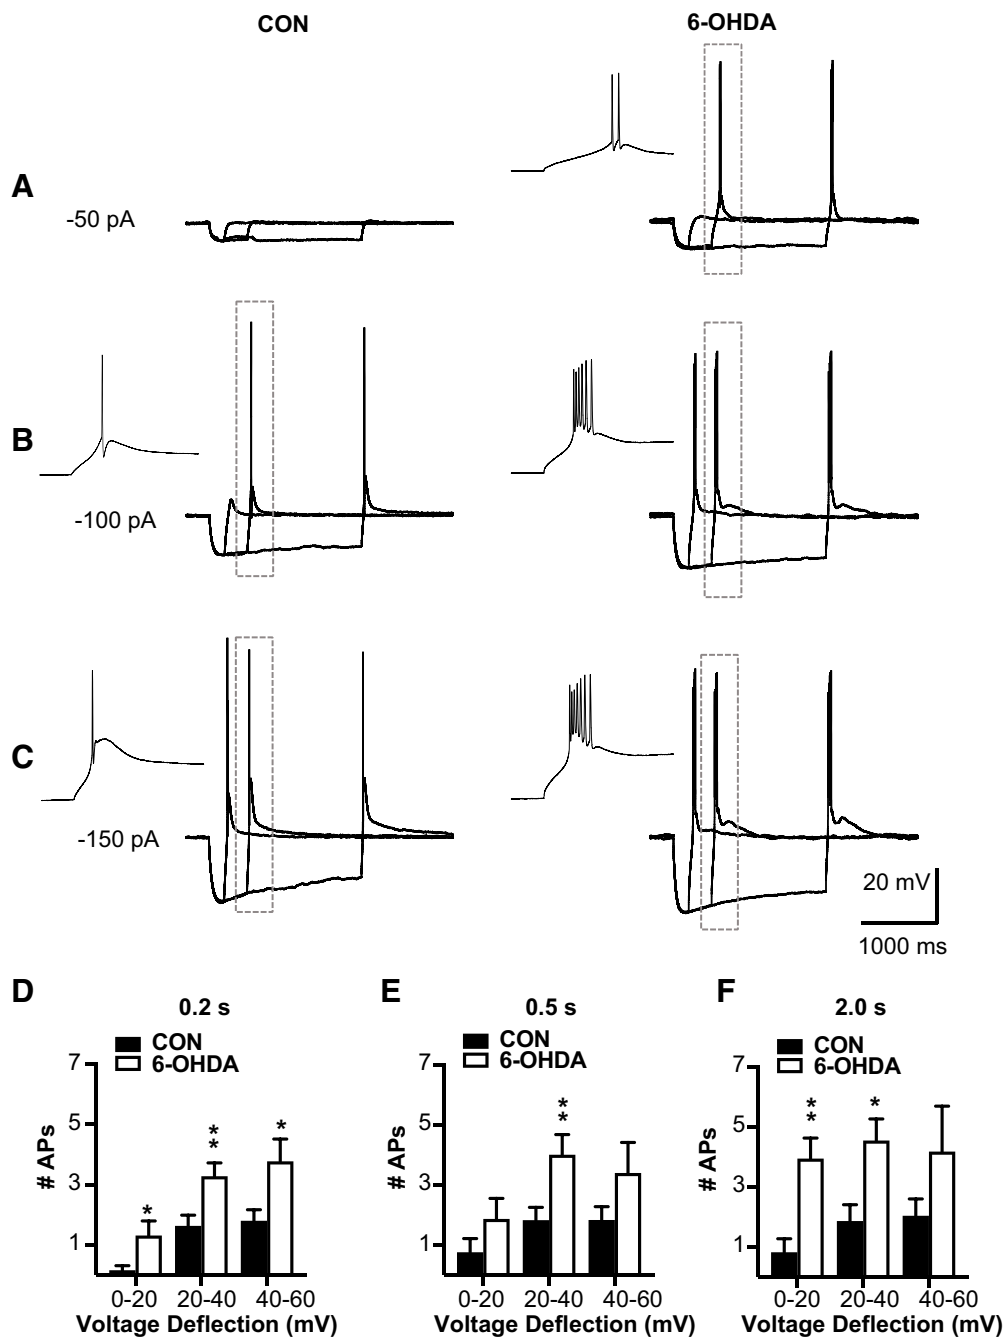 CON 6-OHDA
A
-50 pA
B
-100 pA
C
-150 pA
20 mV
1000 ms
D 0.2 s
CON
6-OHDA
# APs
7
5
3
1
* ** *
0-20 20-40 40-60
Voltage Deflection (mV)
E 0.5 s
CON
6-OHDA
# APs
7
5
3
1
**
0-20 20-40 40-60
Voltage Deflection (mV)
F 2.0 s
CON
6-OHDA
# APs
7
5
3
1
** *
0-20 20-40 40-60
Voltage Deflection (mV)